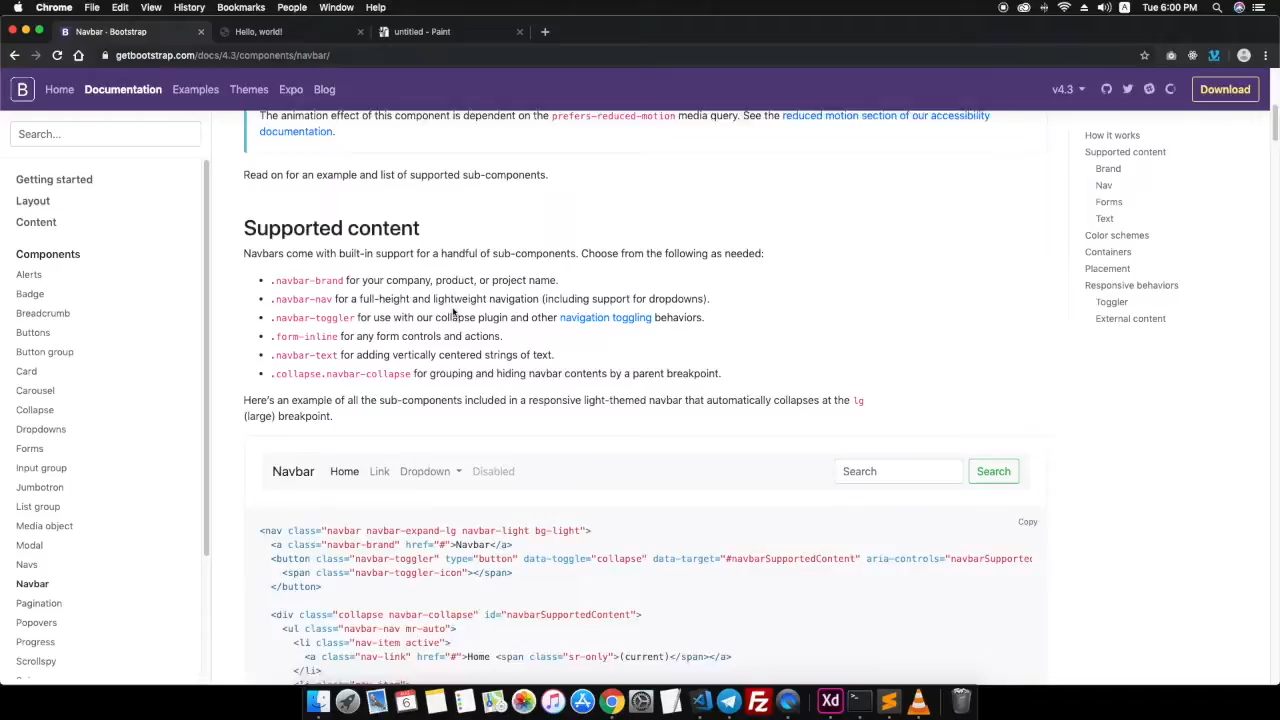 Chrome File Edit View History Bookmarks People Window Help A Tue 6:00 PM
B Navbar · Bootstrap × Hello, world! × untitled - Paint × +
getbootstrap.com/docs/4.3/components/navbar/
B Home Documentation Examples Themes Expo Blog v4.3 Download
Search...
Getting started
Layout
Content
Components
Alerts
Badge
Breadcrumb
Buttons
Button group
Card
Carousel
Collapse
Dropdowns
Forms
Input group
Jumbotron
List group
Media object
Modal
Navs
Navbar
Pagination
Popovers
Progress
Scrollspy
The animation effect of this component is dependent on the prefers-reduced-motion media query. See the reduced motion section of our accessibility
documentation.
Read on for an example and list of supported sub-components.
Supported content
Navbars come with built-in support for a handful of sub-components. Choose from the following as needed:
• .navbar-brand for your company, product, or project name.
• .navbar-nav for a full-height and lightweight navigation (including support for dropdowns).
• .navbar-toggler for use with our collapse plugin and other navigation toggling behaviors.
• .form-inline for any form controls and actions.
• .navbar-text for adding vertically centered strings of text.
• .collapse.navbar-collapse for grouping and hiding navbar contents by a parent breakpoint.
Here's an example of all the sub-components included in a responsive light-themed navbar that automatically collapses at the lg
(large) breakpoint.
Navbar Home Link Dropdown Disabled Search Search
Copy
<nav class="navbar navbar-expand-lg navbar-light bg-light">
<a class="navbar-brand" href="#">Navbar</a>
<button class="navbar-toggler" type="button" data-toggle="collapse" data-target="#navbarSupportedContent" aria-controls="navbarSupported
<span class="navbar-toggler-icon"></span>
</button>
<div class="collapse navbar-collapse" id="navbarSupportedContent">
<ul class="navbar-nav mr-auto">
<li class="nav-item active">
<a class="nav-link" href="#">Home <span class="sr-only">(current)</span></a>
</li>
How it works
Supported content
Brand
Nav
Forms
Text
Color schemes
Containers
Placement
Responsive behaviors
Toggler
External content
6
Fz
Xd